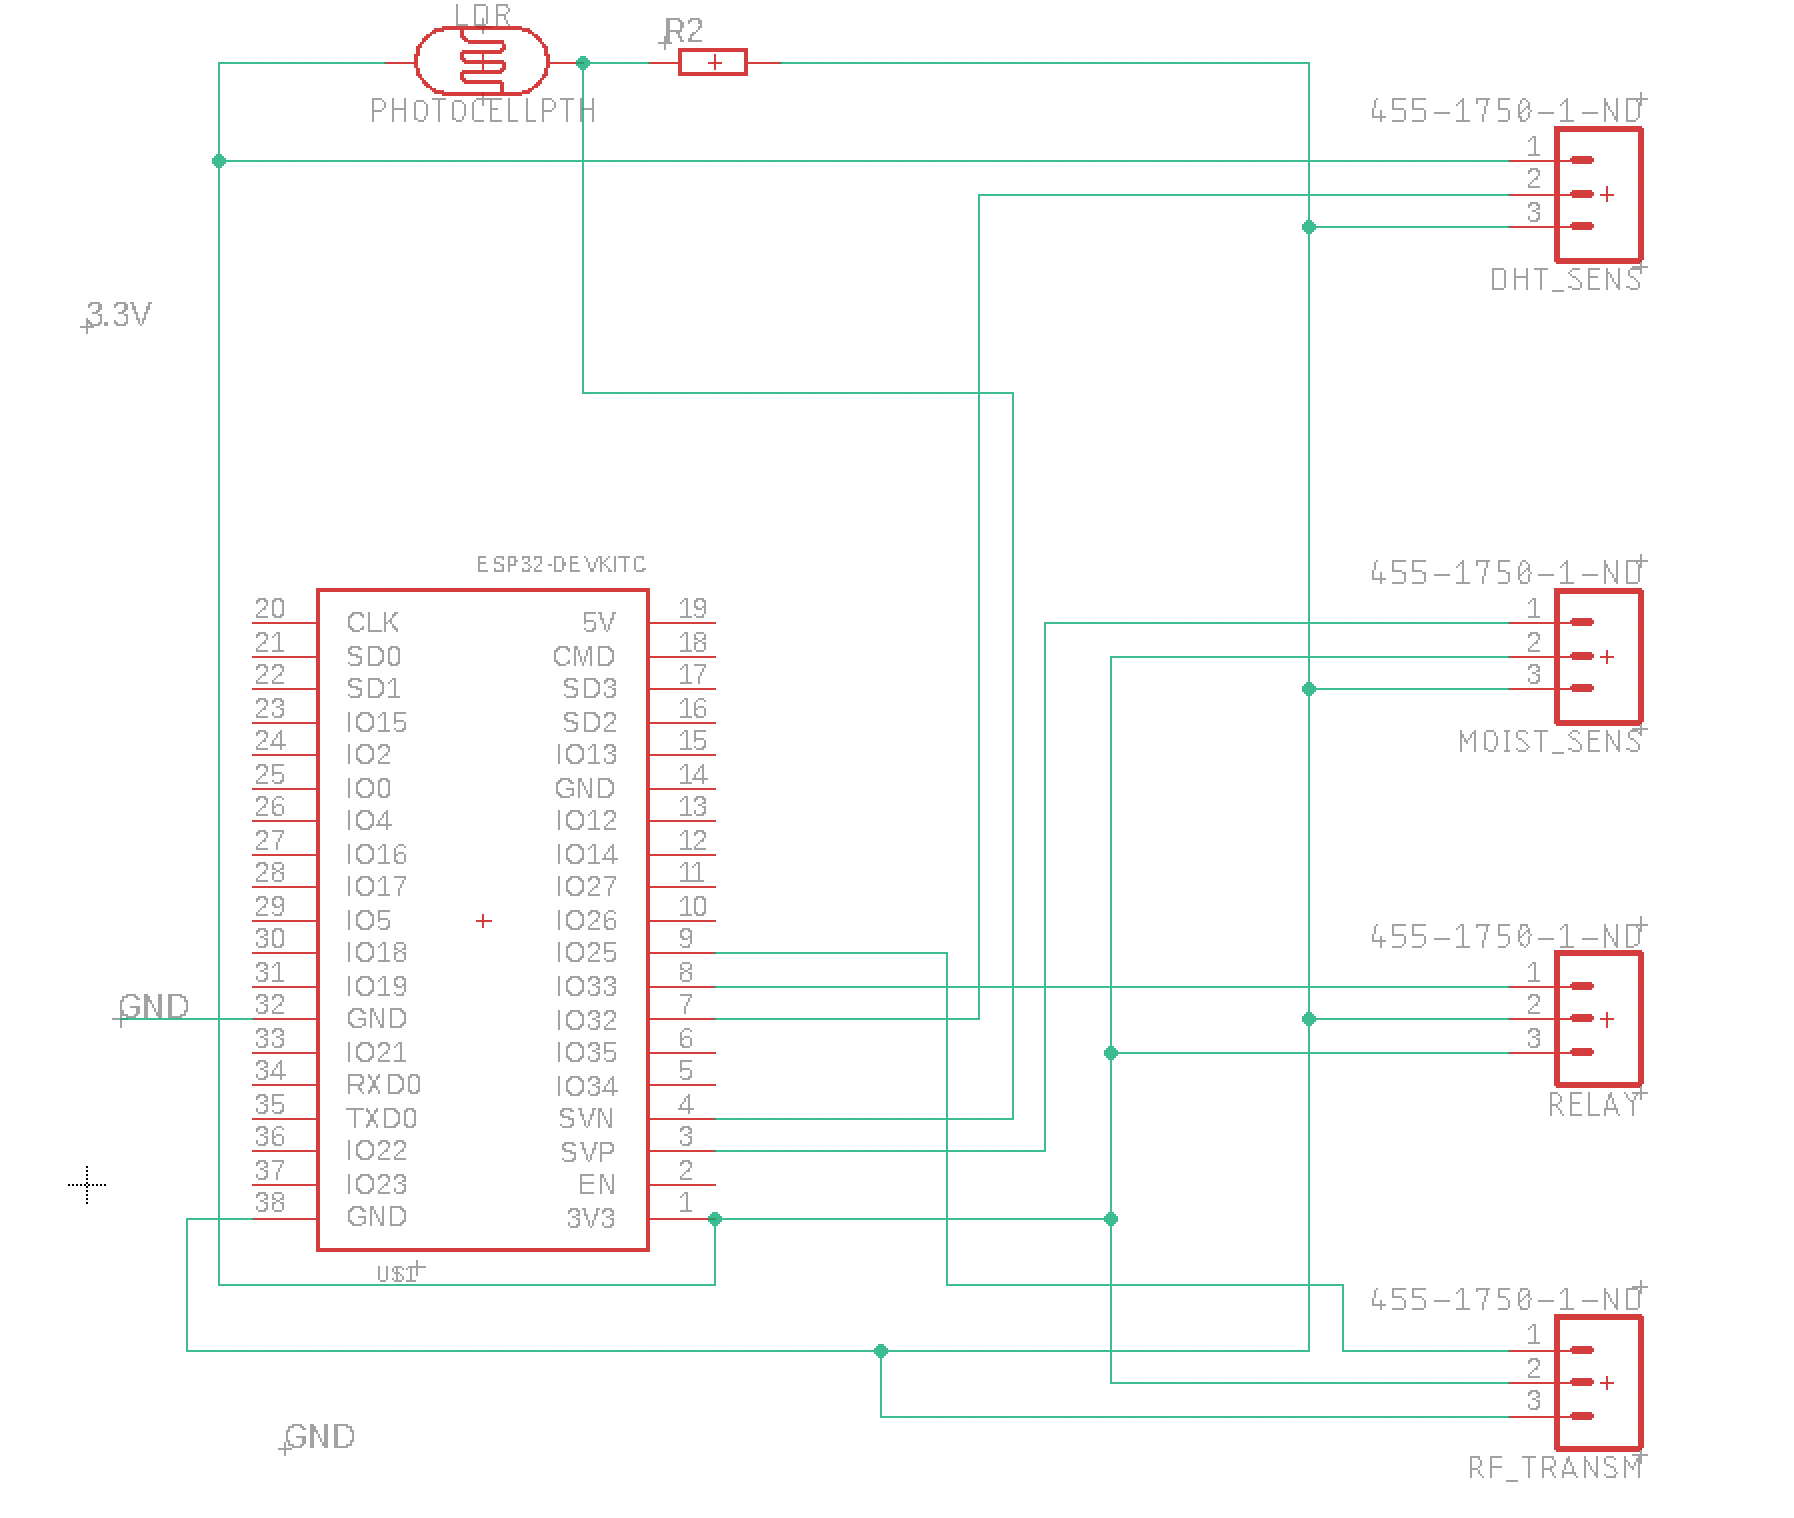 LDR
R2
PHOTOCELLPTH
455-1750-1-ND
1
2
3
DHT_SENS
3.3V
ESP32-DEVKITC
455-1750-1-ND
1
2
3
MOIST_SENS
20 CLK 5V 19
21 SD0 CMD 18
22 SD1 SD3 17
23 IO15 SD2 16
24 IO2 IO13 15
25 IO0 GND 14
26 IO4 IO12 13
27 IO16 IO14 12
28 IO17 IO27 11
29 IO5 IO26 10
30 IO18 IO25 9
31 IO19 IO33 8
32 GND IO32 7
33 IO21 IO35 6
34 RXD0 IO34 5
35 TXD0 SVN 4
36 IO22 SVP 3
37 IO23 EN 2
38 GND 3V3 1
GND
U$1
455-1750-1-ND
1
2
3
RELAY
455-1750-1-ND
1
2
3
RF_TRANSM
GND